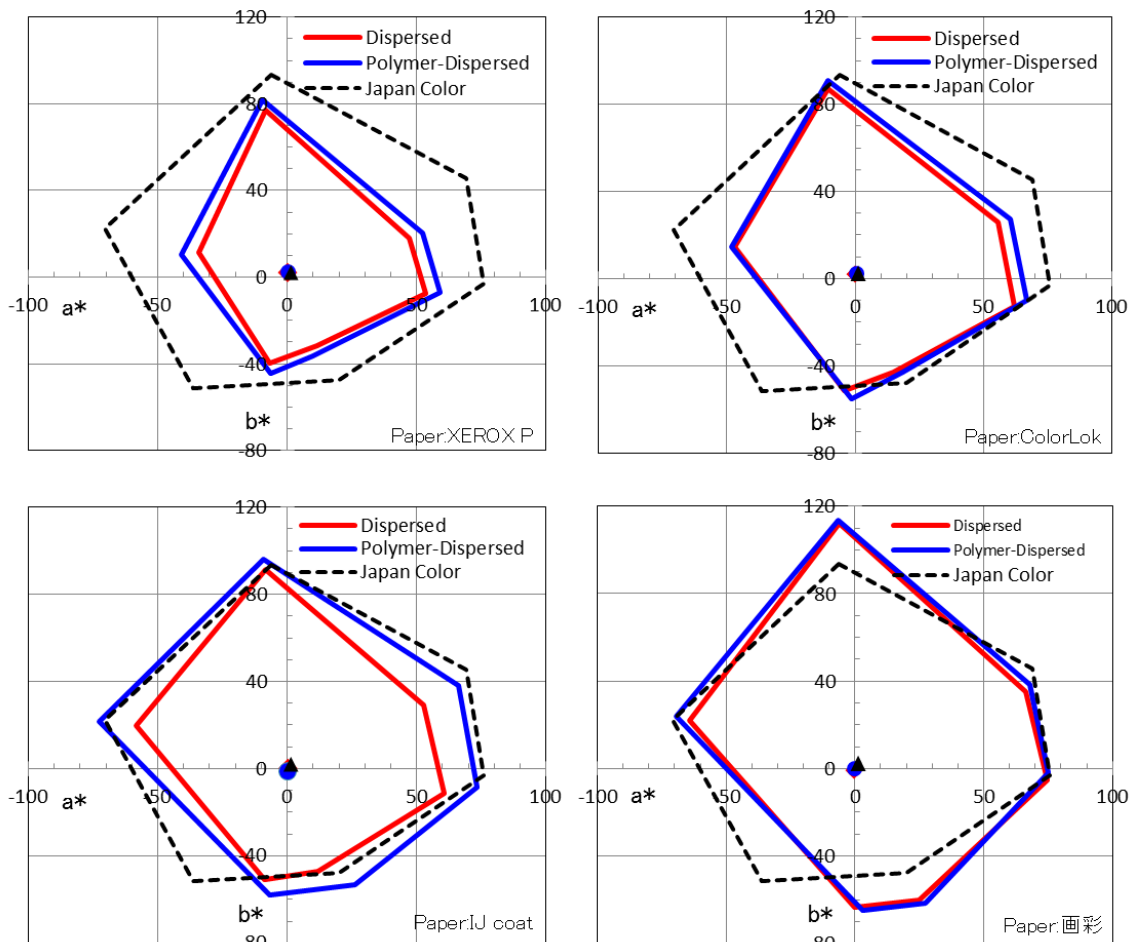 120
Dispersed
Polymer-Dispersed
Japan Color
80
40
0
-100
-50
0
50
100
a*
-40
b*
Paper:XEROX P
-80
120
Dispersed
Polymer-Dispersed
Japan Color
80
40
0
-100
-50
0
50
100
a*
-40
b*
Paper:ColorLok
-80
120
Dispersed
Polymer-Dispersed
Japan Color
80
40
0
-100
-50
0
50
100
a*
-40
b*
Paper:IJ coat
-80
120
Dispersed
Polymer-Dispersed
Japan Color
80
40
0
-100
-50
0
50
100
a*
-40
b*
Paper:画彩
-80